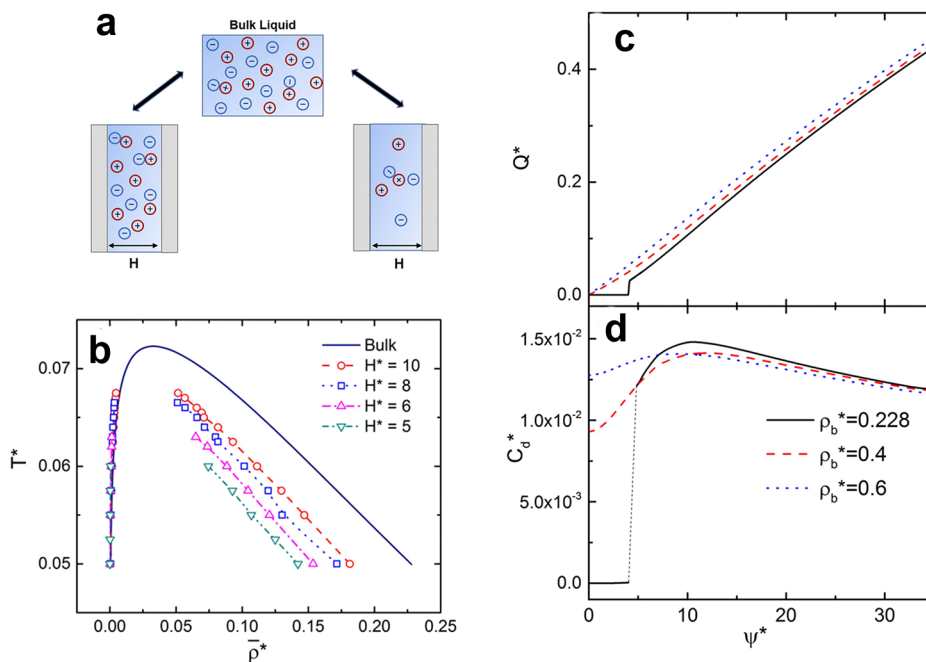 a
Bulk Liquid
H
H
b
T*
0.07
0.06
0.05
0.00
0.05
0.10
0.15
0.20
0.25
ρ̅*
Bulk
H* = 10
H* = 8
H* = 6
H* = 5
c
Q*
0.4
0.2
0.0
d
C_d*
1.5x10⁻²
1.0x10⁻²
5.0x10⁻³
0.0
ρ_b*=0.228
ρ_b*=0.4
ρ_b*=0.6
0
10
20
30
ψ*